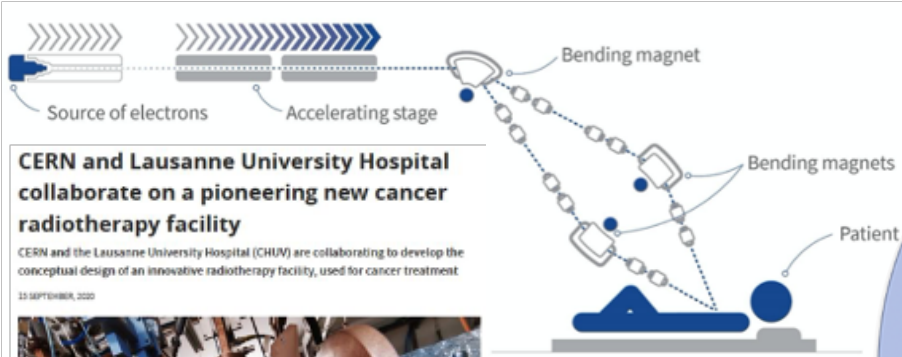 Bending magnet
Source of electrons
Accelerating stage
CERN and Lausanne University Hospital
collaborate on a pioneering new cancer
radiotherapy facility
CERN and the Lausanne University Hospital (CHUV) are collaborating to develop the
conceptual design of an innovative radiotherapy facility, used for cancer treatment
15 SEPTEMBER, 2020
Bending magnets
Patient